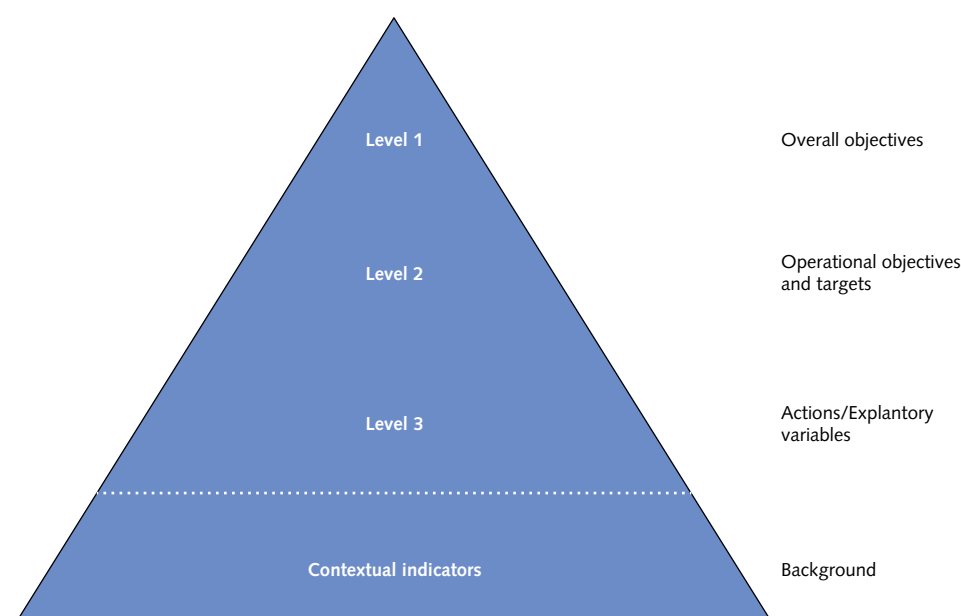 Level 1
Overall objectives
Level 2
Operational objectives
and targets
Level 3
Actions/Explantory
variables
Contextual indicators
Background